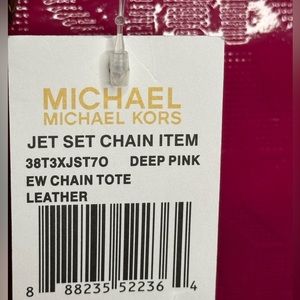 MICHAEL
MICHAEL KORS
JET SET CHAIN ITEM
38T3XJST7O DEEP PINK
EW CHAIN TOTE
LEATHER
8 88235 52236 4